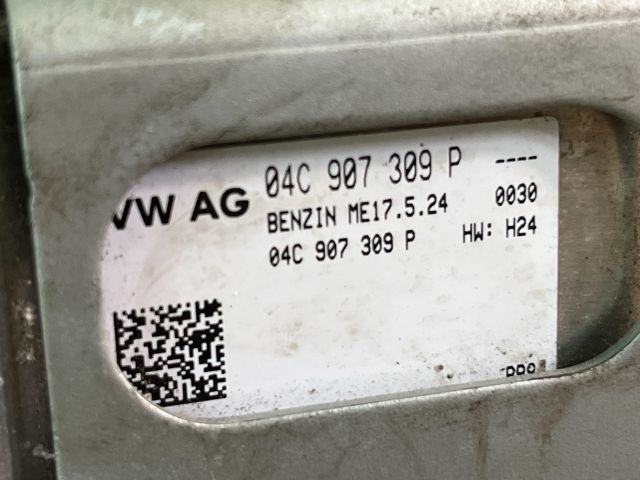 VW AG 04C 907 309 P ----
BENZIN ME17.5.24 0030
04C 907 309 P HW: H24